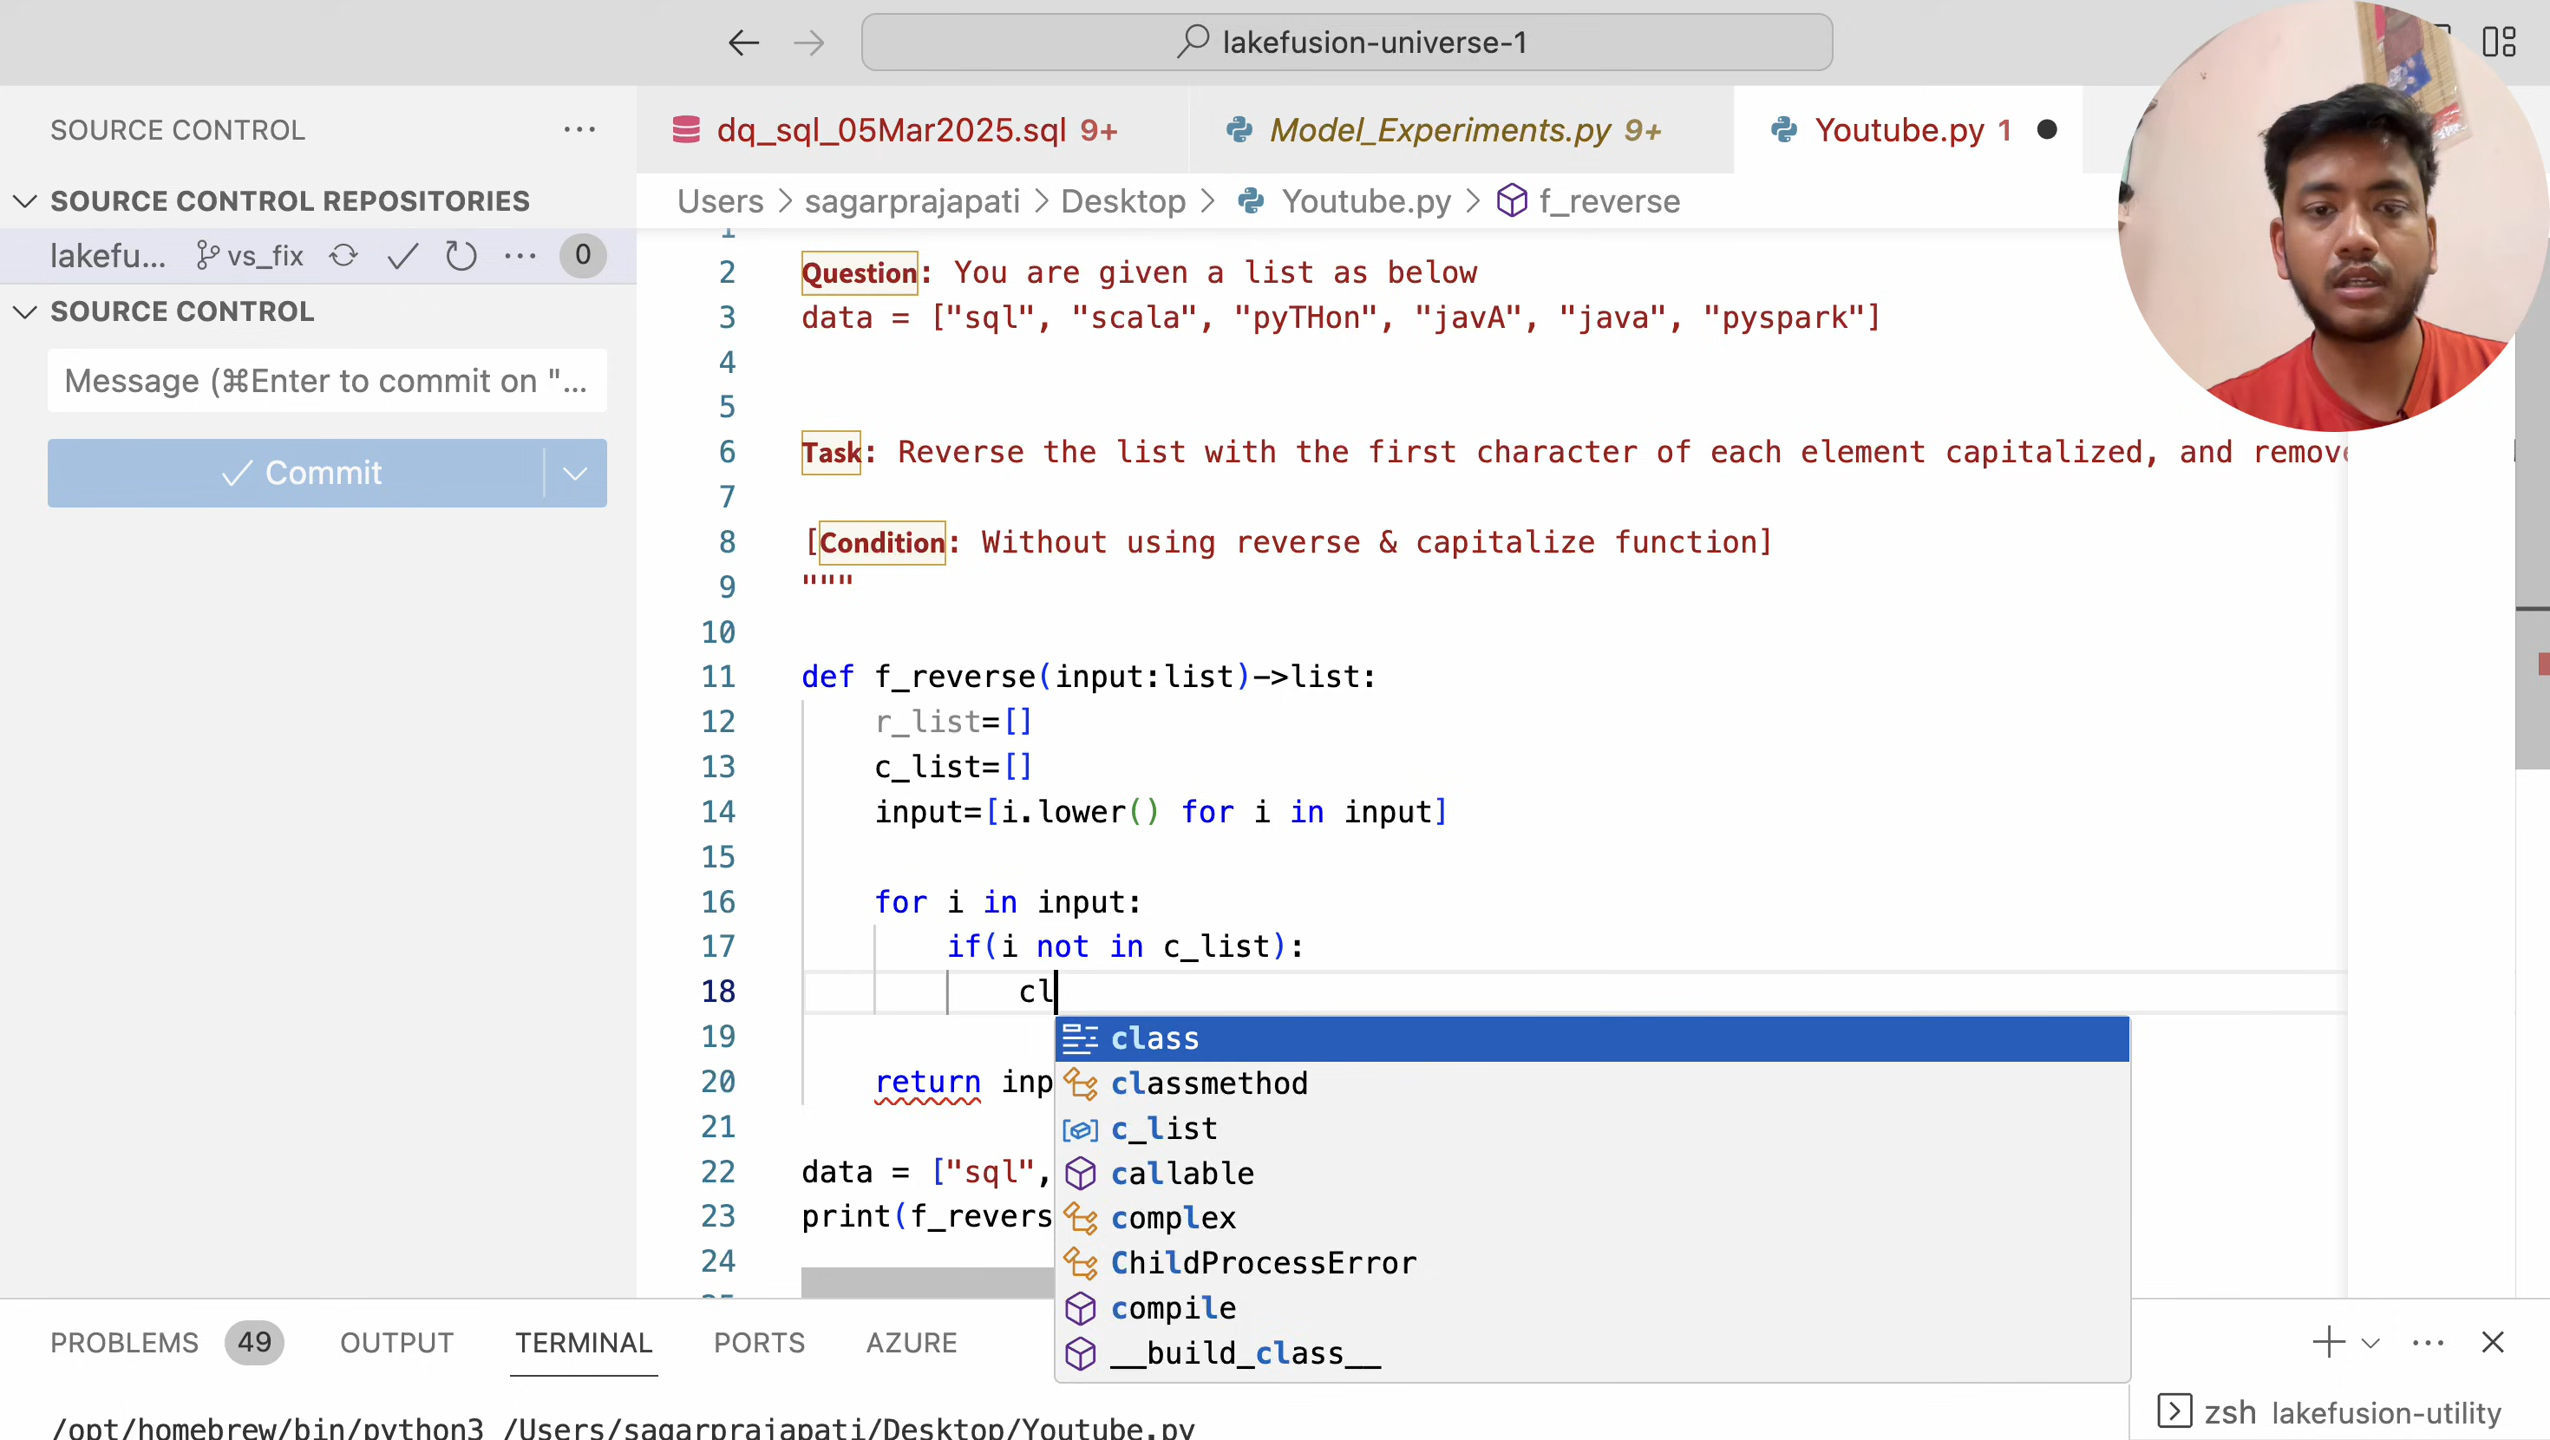 lakefusion-universe-1
SOURCE CONTROL
SOURCE CONTROL REPOSITORIES
lakefu... vs_fix 0
SOURCE CONTROL
Message (⌘Enter to commit on "...
Commit
dq_sql_05Mar2025.sql 9+
Model_Experiments.py 9+
Youtube.py 1
Users > sagarprajapati > Desktop > Youtube.py > f_reverse
1
2 Question: You are given a list as below
3 data = ["sql", "scala", "pyTHon", "javA", "java", "pyspark"]
4
5
6 Task: Reverse the list with the first character of each element capitalized, and remove
7
8 [Condition: Without using reverse & capitalize function]
9 """
10
11 def f_reverse(input:list)->list:
12 r_list=[]
13 c_list=[]
14 input=[i.lower() for i in input]
15
16 for i in input:
17 if(i not in c_list):
18 cl
19
20 return inp
21
22 data = ["sql",
23 print(f_revers
24
class
classmethod
c_list
callable
complex
ChildProcessError
compile
__build_class__
PROBLEMS 49 OUTPUT TERMINAL PORTS AZURE
/opt/homebrew/bin/python3 /Users/sagarprajapati/Desktop/Youtube.py
zsh lakefusion-utility